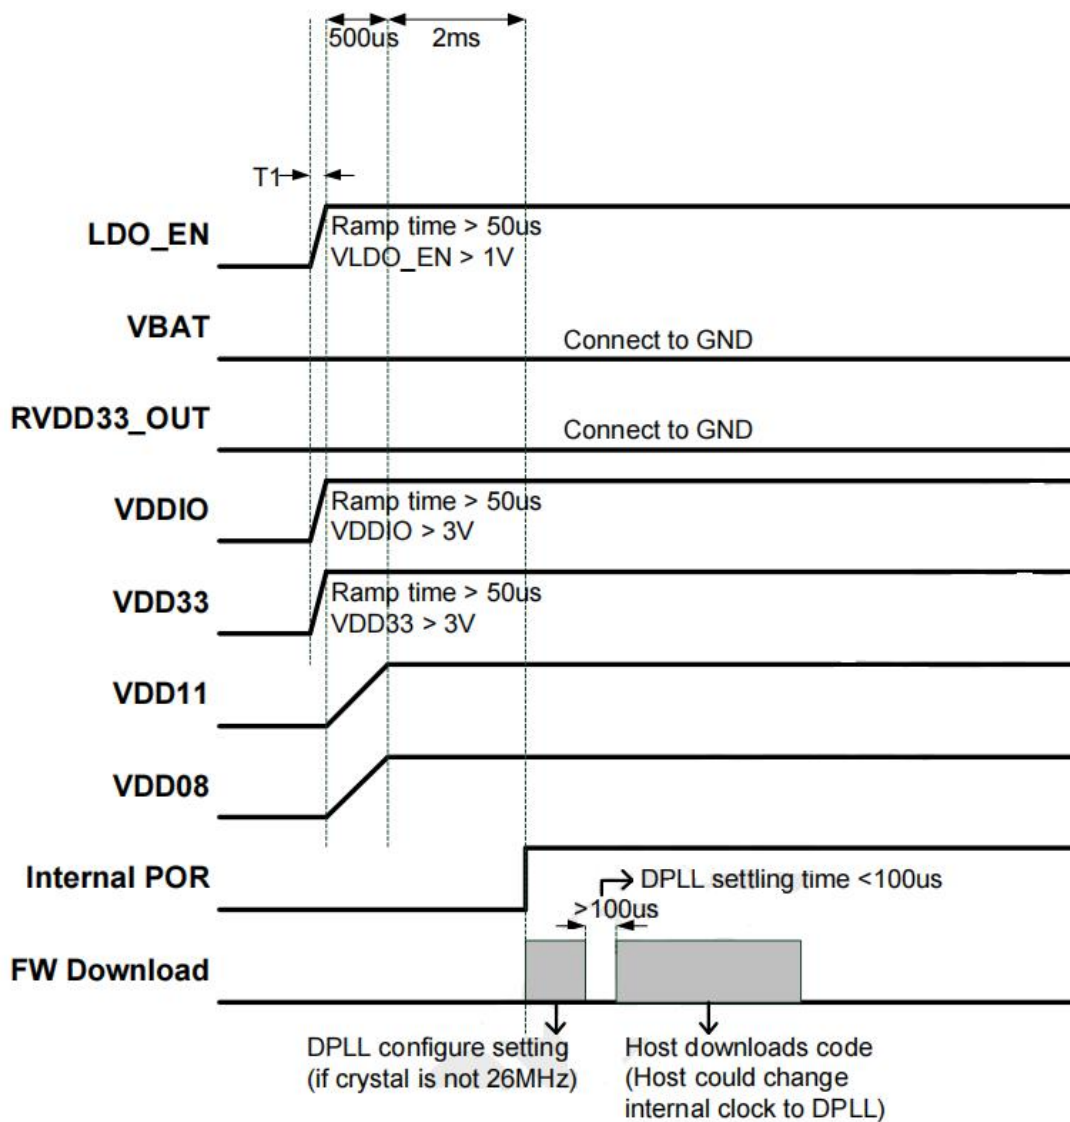 500us
2ms
T1
LDO_EN
Ramp time > 50us
VLDO_EN > 1V
VBAT
Connect to GND
RVDD33_OUT
Connect to GND
VDDIO
Ramp time > 50us
VDDIO > 3V
VDD33
Ramp time > 50us
VDD33 > 3V
VDD11
VDD08
Internal POR
DPLL settling time <100us
>100us
FW Download
DPLL configure setting
(if crystal is not 26MHz)
Host downloads code
(Host could change
internal clock to DPLL)